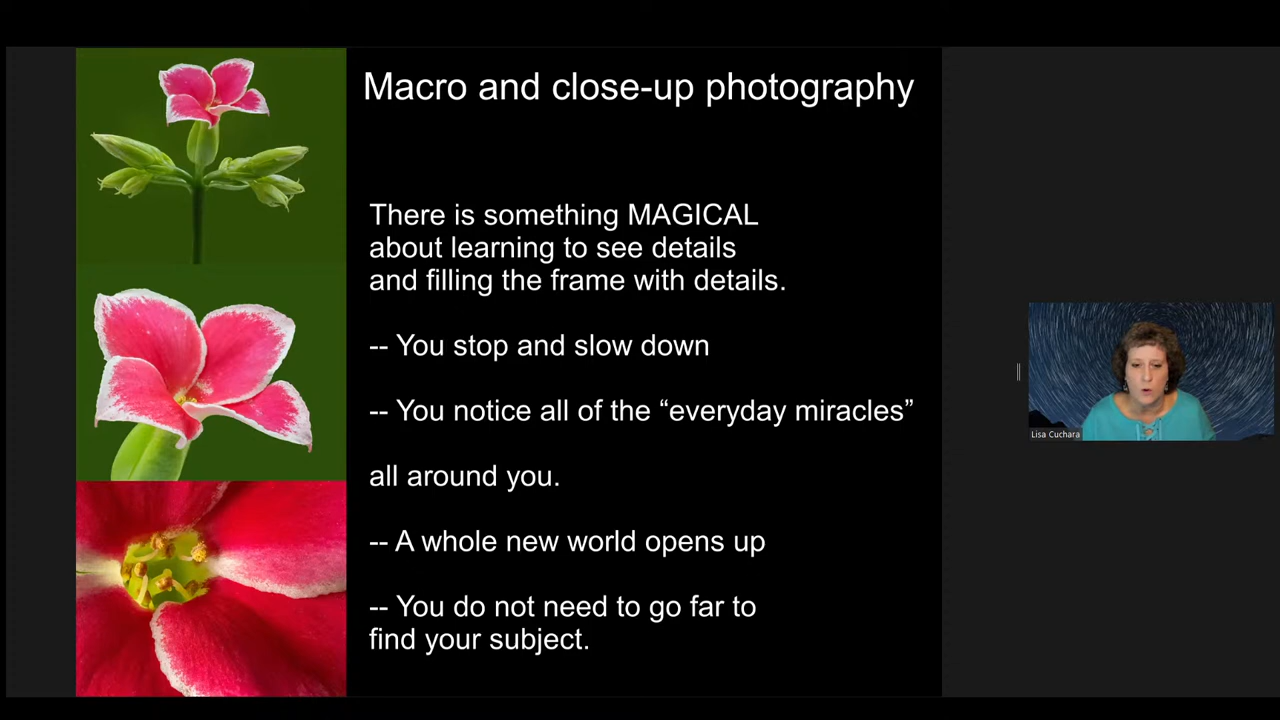 Macro and close-up photography
There is something MAGICAL
about learning to see details
and filling the frame with details.
-- You stop and slow down
-- You notice all of the “everyday miracles”
all around you.
-- A whole new world opens up
-- You do not need to go far to
find your subject.
Lisa Cuchara